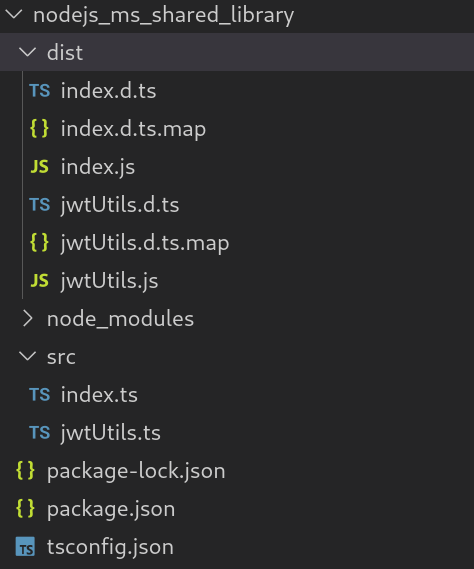 nodejs_ms_shared_library
dist
TS index.d.ts
{} index.d.ts.map
JS index.js
TS jwtUtils.d.ts
{} jwtUtils.d.ts.map
JS jwtUtils.js
node_modules
src
TS index.ts
TS jwtUtils.ts
{} package-lock.json
{} package.json
TS tsconfig.json